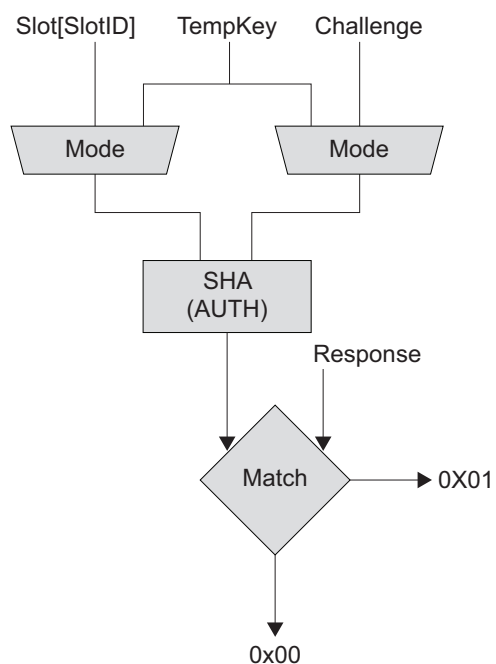 Slot[SlotID]
TempKey
Challenge
Mode
Mode
SHA
(AUTH)
Response
Match
0X01
0x00